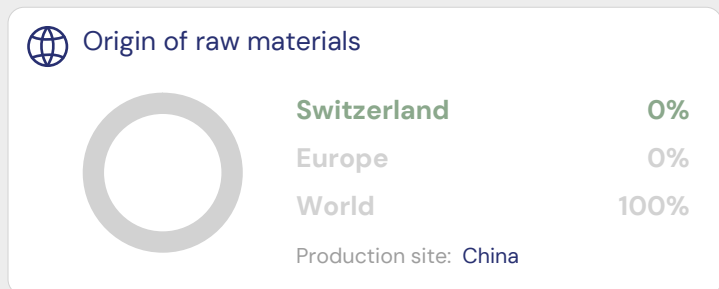 Origin of raw materials
Switzerland 0%
Europe 0%
World 100%
Production site: China